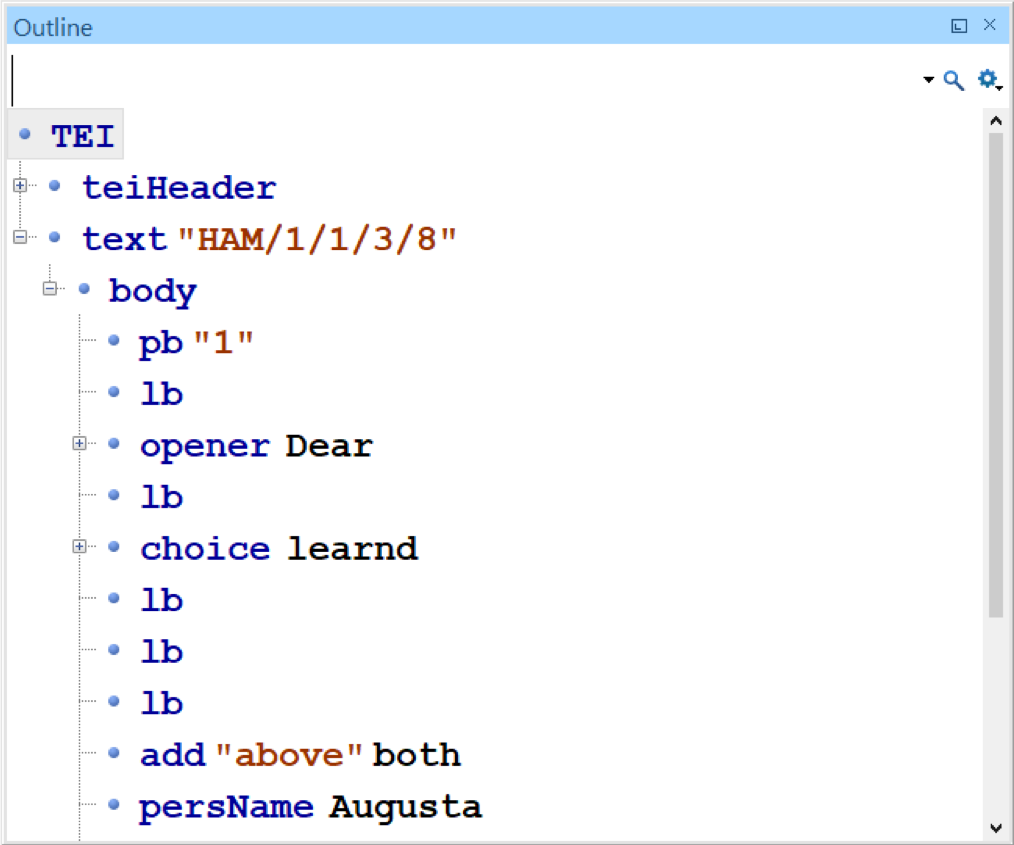 Outline
TEI
teiHeader
text "HAM/1/1/3/8"
body
pb "1"
lb
opener Dear
lb
choice learnd
lb
lb
lb
add "above" both
persName Augusta